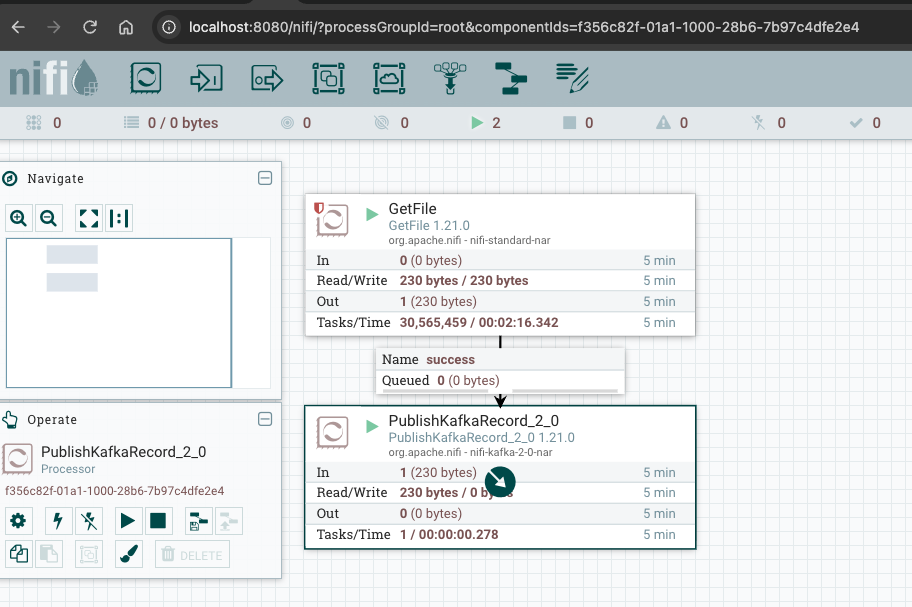 localhost:8080/nifi/?processGroupId=root&componentIds=f356c82f-01a1-1000-28b6-7b97c4dfe2e4
nifi
0
0 / 0 bytes
0
0
2
0
0
0
0
Navigate
GetFile
GetFile 1.21.0
org.apache.nifi - nifi-standard-nar
In 0 (0 bytes) 5 min
Read/Write 230 bytes / 230 bytes 5 min
Out 1 (230 bytes) 5 min
Tasks/Time 30,565,459 / 00:02:16.342 5 min
Name success
Queued 0 (0 bytes)
Operate
PublishKafkaRecord_2_0
Processor
f356c82f-01a1-1000-28b6-7b97c4dfe2e4
DELETE
PublishKafkaRecord_2_0
PublishKafkaRecord_2_0 1.21.0
org.apache.nifi - nifi-kafka-2-0-nar
In 1 (230 bytes) 5 min
Read/Write 230 bytes / 0 bytes 5 min
Out 0 (0 bytes) 5 min
Tasks/Time 1 / 00:00:00.278 5 min